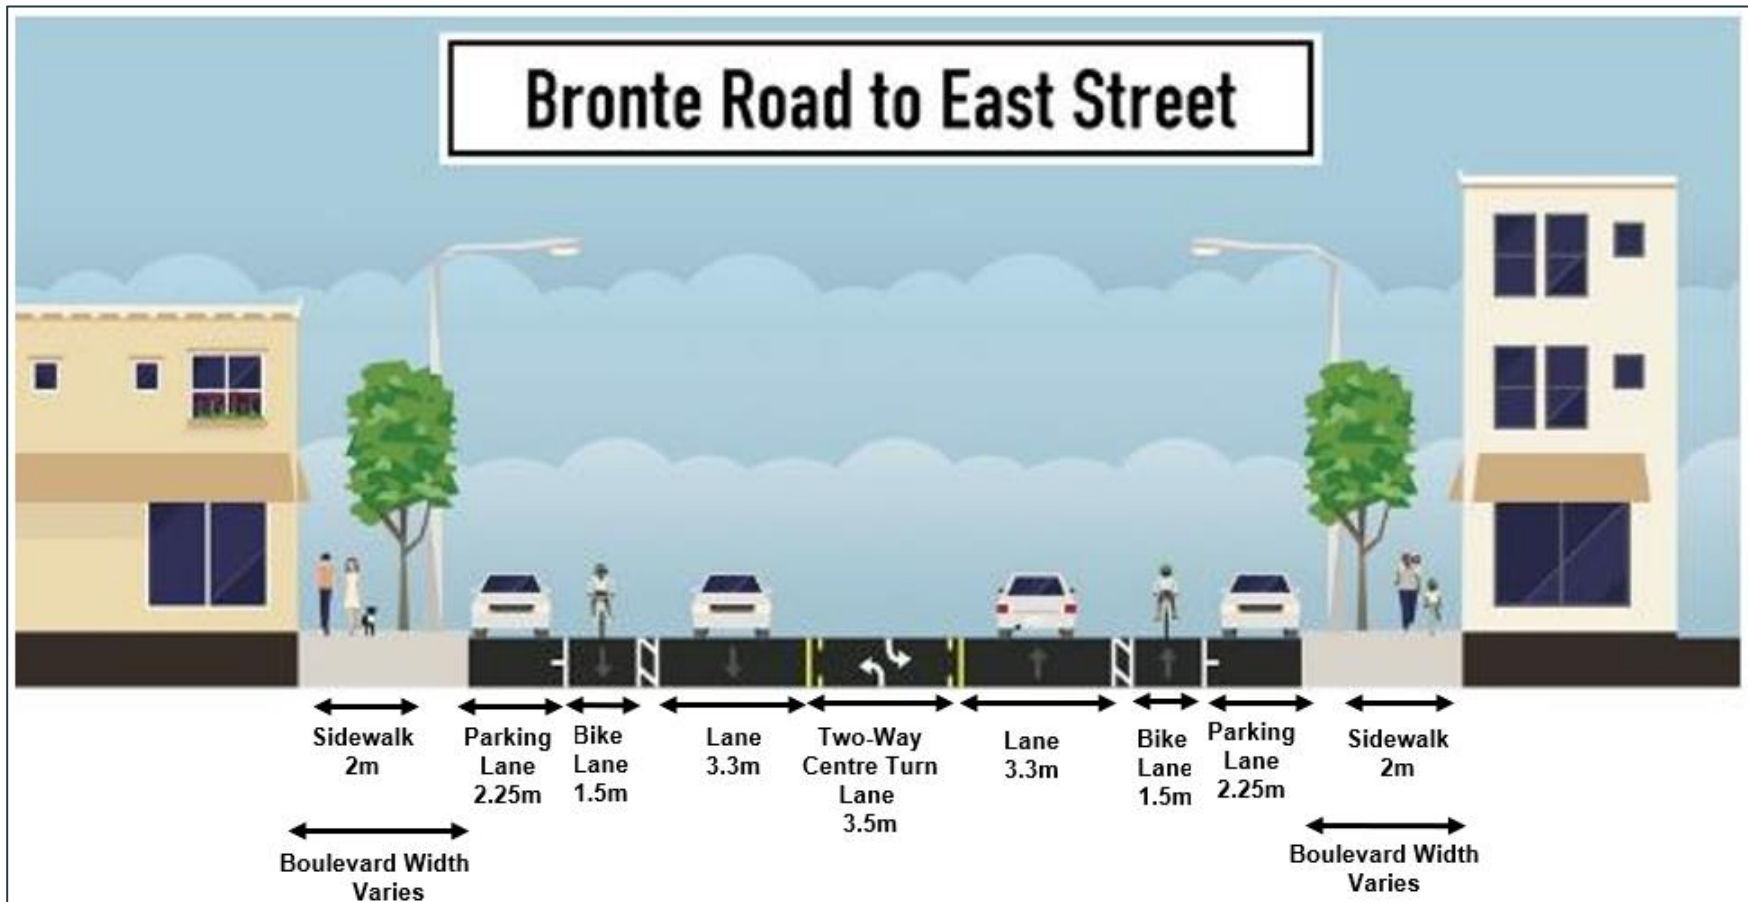 Bronte Road to East Street
Sidewalk
2m
Parking
Lane
2.25m
Bike
Lane
1.5m
Lane
3.3m
Two-Way
Centre Turn
Lane
3.5m
Lane
3.3m
Bike
Lane
1.5m
Parking
Lane
2.25m
Sidewalk
2m
Boulevard Width
Varies
Boulevard Width
Varies